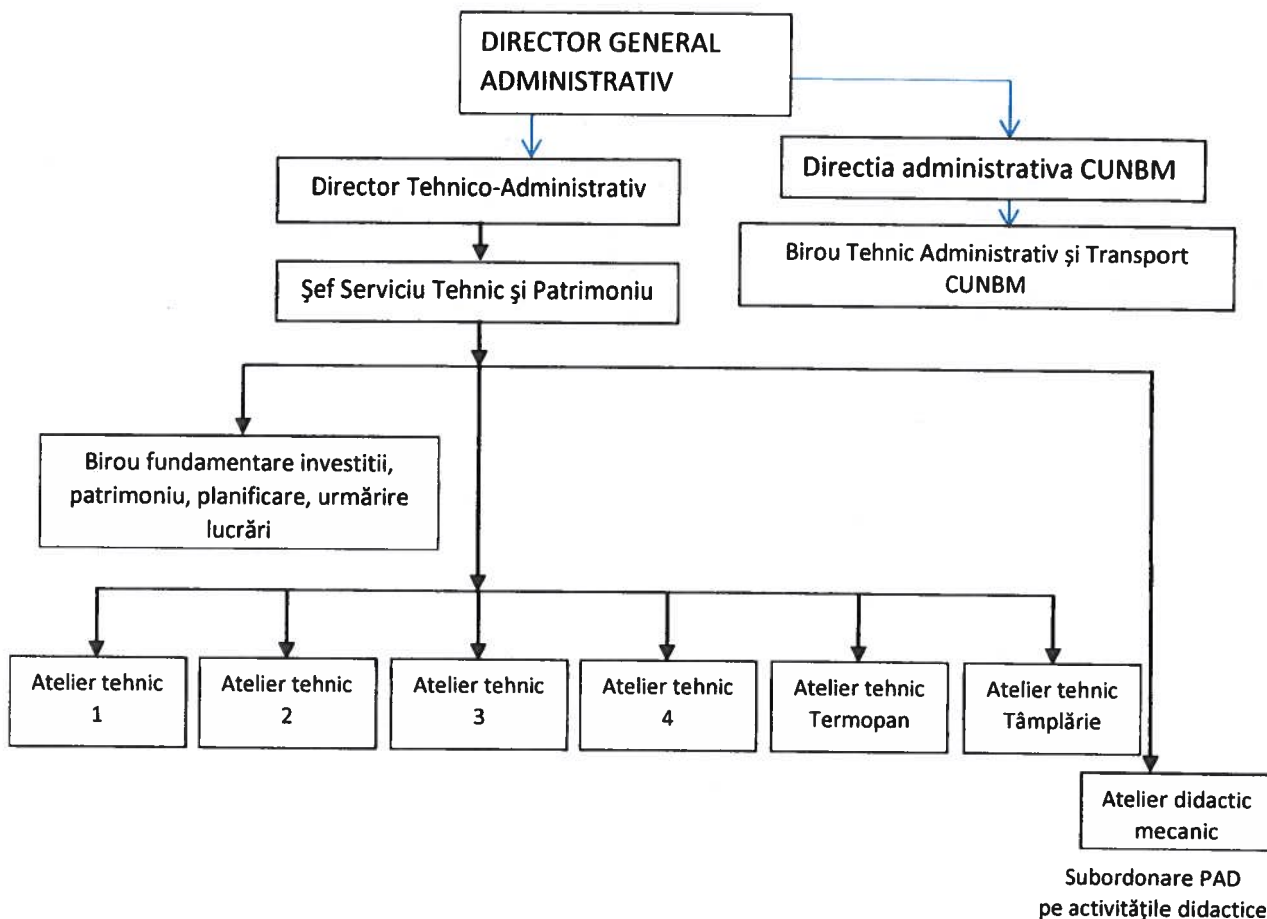 DIRECTOR GENERAL
ADMINISTRATIV
Director Tehnico-Administrativ
Directia administrativa CUNBM
Şef Serviciu Tehnic şi Patrimoniu
Birou Tehnic Administrativ şi Transport
CUNBM
Birou fundamentare investitii,
patrimoniu, planificare, urmărire
lucrări
Atelier tehnic
1
Atelier tehnic
2
Atelier tehnic
3
Atelier tehnic
4
Atelier tehnic
Termopan
Atelier tehnic
Tâmplărie
Atelier didactic
mecanic
Subordonare PAD
pe activităţile didactice